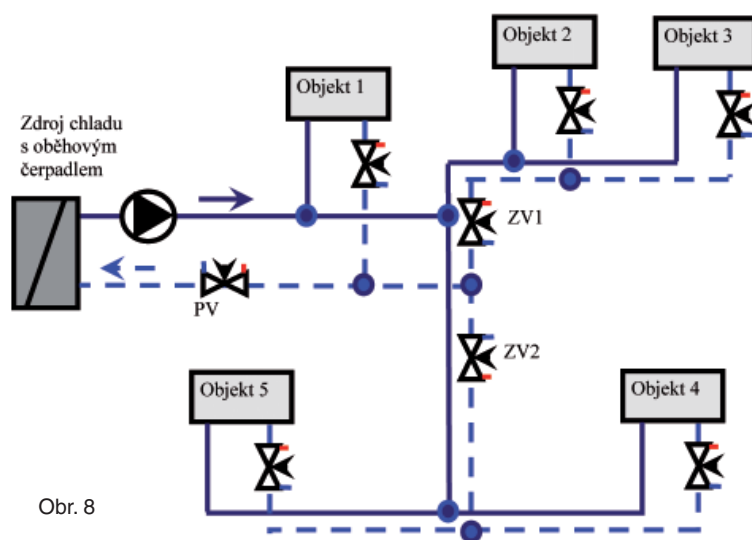 Objekt 2
Objekt 3
Objekt 1
Zdroj chladu
s oběhovým
čerpadlem
ZV1
PV
ZV2
Objekt 5
Objekt 4
Obr. 8